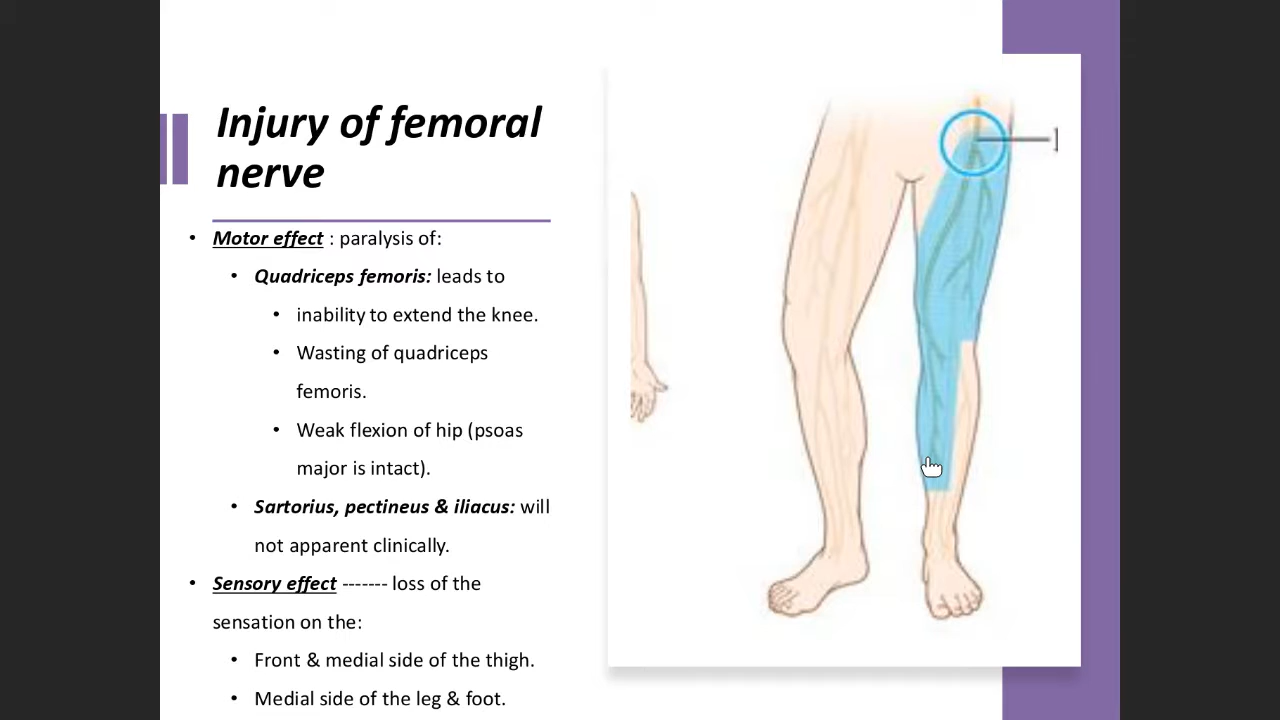 Injury of femoral
nerve
• Motor effect : paralysis of:
• Quadriceps femoris: leads to
• inability to extend the knee.
• Wasting of quadriceps
femoris.
• Weak flexion of hip (psoas
major is intact).
• Sartorius, pectineus & iliacus: will
not apparent clinically.
• Sensory effect ------- loss of the
sensation on the:
• Front & medial side of the thigh.
• Medial side of the leg & foot.